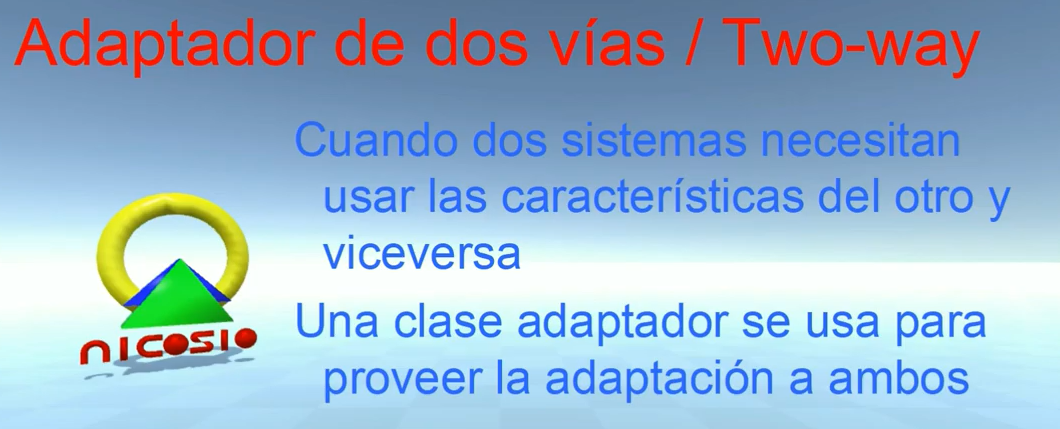 Adaptador de dos vías / Two-way
Cuando dos sistemas necesitan
usar las características del otro y
viceversa
Una clase adaptador se usa para
proveer la adaptación a ambos
nicosio